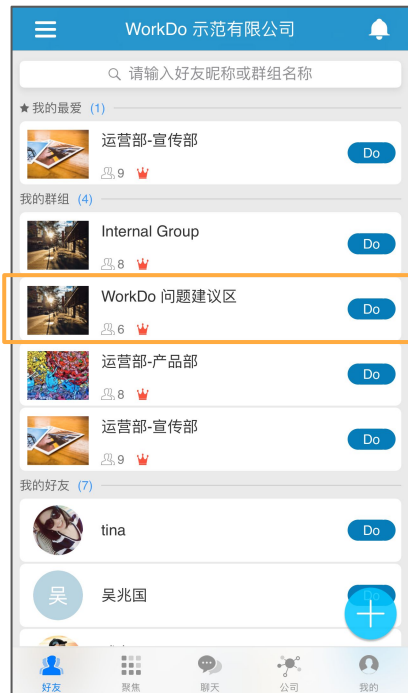 WorkDo 示范有限公司
请输入好友昵称或群组名称
★我的最爱 (1)
运营部-宣传部
Do
9
我的群组 (4)
Internal Group
Do
8
WorkDo 问题建议区
Do
6
运营部-产品部
Do
8
运营部-宣传部
Do
9
我的好友 (7)
tina
Do
吴
吴兆国
Do
好友
聚焦
聊天
公司
我的